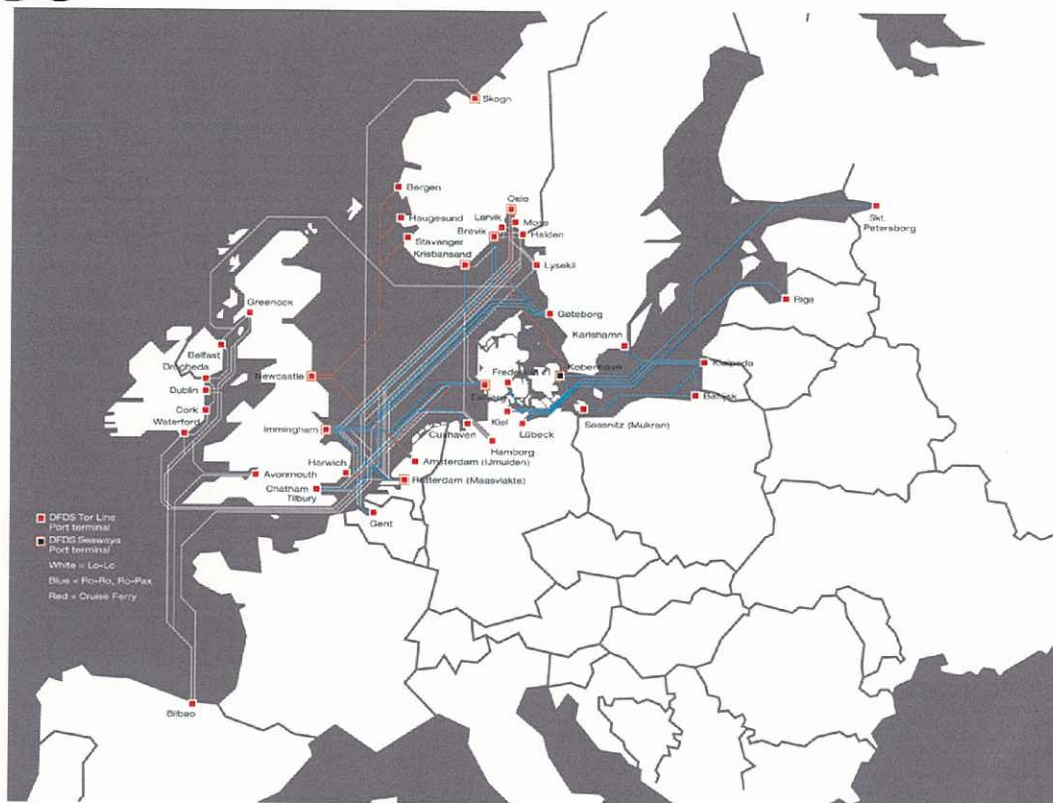 Skogn
Bergen
Haugesund
Stavanger
Kristiansand
Oslo
Larvik
Moss
Brevik
Halden
Lysekil
Skt.
Petersborg
Riga
Greenock
Gøteborg
Karlshamn
Belfast
Drogheda
Dublin
Cork
Waterford
Newcastle
Immingham
Harwich
Avonmouth
Chatham
Tilbury
Fredericia
Esbjerg
København
Klaipeda
Baltijsk
Kiel
Lübeck
Sassnitz (Mukran)
Cuxhaven
Hamborg
Amsterdam (IJmuiden)
Rotterdam (Maasvlakte)
Gent
DFDS Tor Line
Port terminal
DFDS Seaways
Port terminal
White = Lo-Lo
Blue = Ro-Ro, Ro-Pax
Red = Cruise Ferry
Bilbao